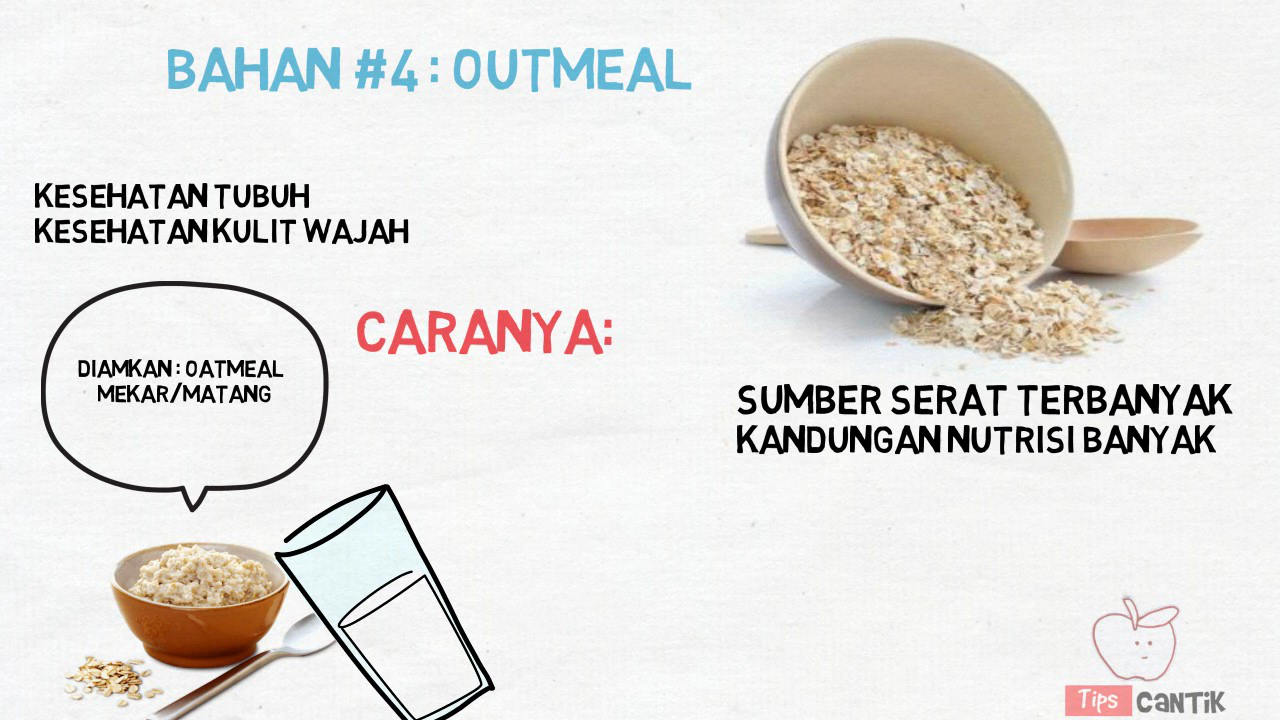 BAHAN #4 : OUTMEAL
KESEHATAN TUBUH
KESEHATAN KULIT WAJAH
CARANYA:
DIAMKAN : OATMEAL
MEKAR/MATANG
SUMBER SERAT TERBANYAK
KANDUNGAN NUTRISI BANYAK
Tips CANTIK